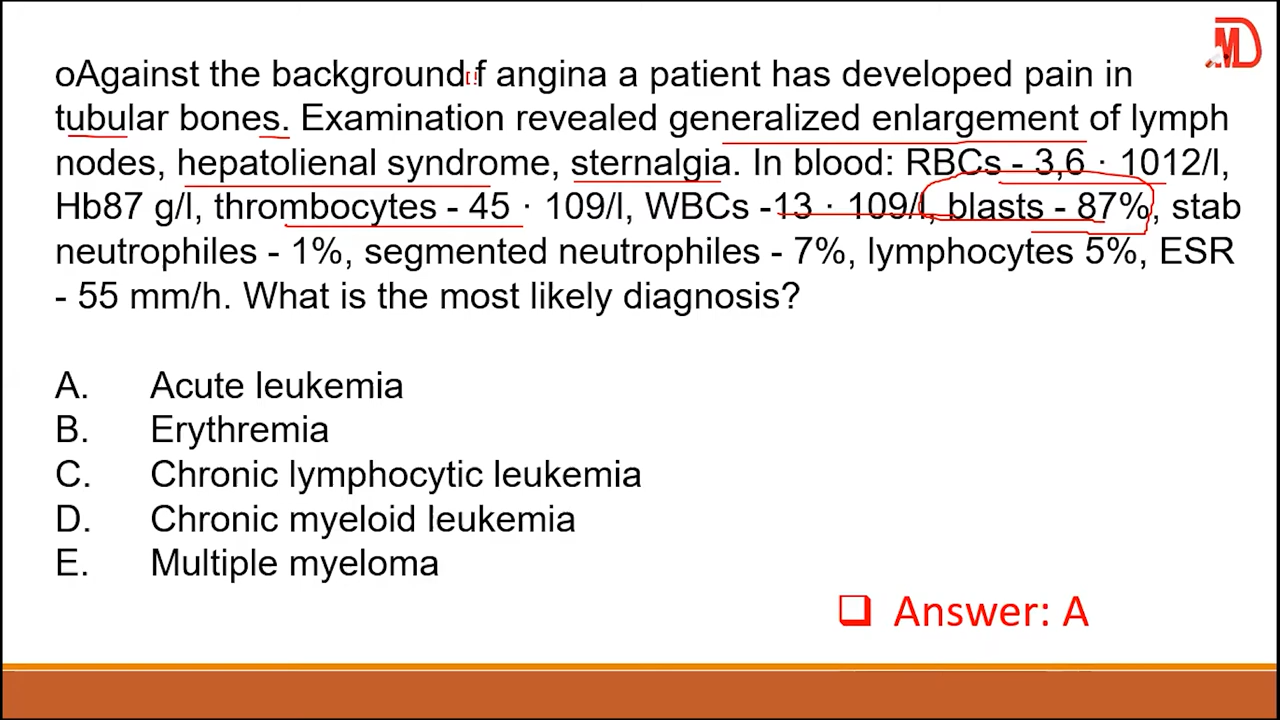 oAgainst the background f angina a patient has developed pain in
tubular bones. Examination revealed generalized enlargement of lymph
nodes, hepatolienal syndrome, sternalgia. In blood: RBCs - 3,6 · 1012/l,
Hb87 g/l, thrombocytes - 45 · 109/l, WBCs -13 · 109/l, blasts - 87%, stab
neutrophiles - 1%, segmented neutrophiles - 7%, lymphocytes 5%, ESR
- 55 mm/h. What is the most likely diagnosis?
A. Acute leukemia
B. Erythremia
C. Chronic lymphocytic leukemia
D. Chronic myeloid leukemia
E. Multiple myeloma
❑ Answer: A